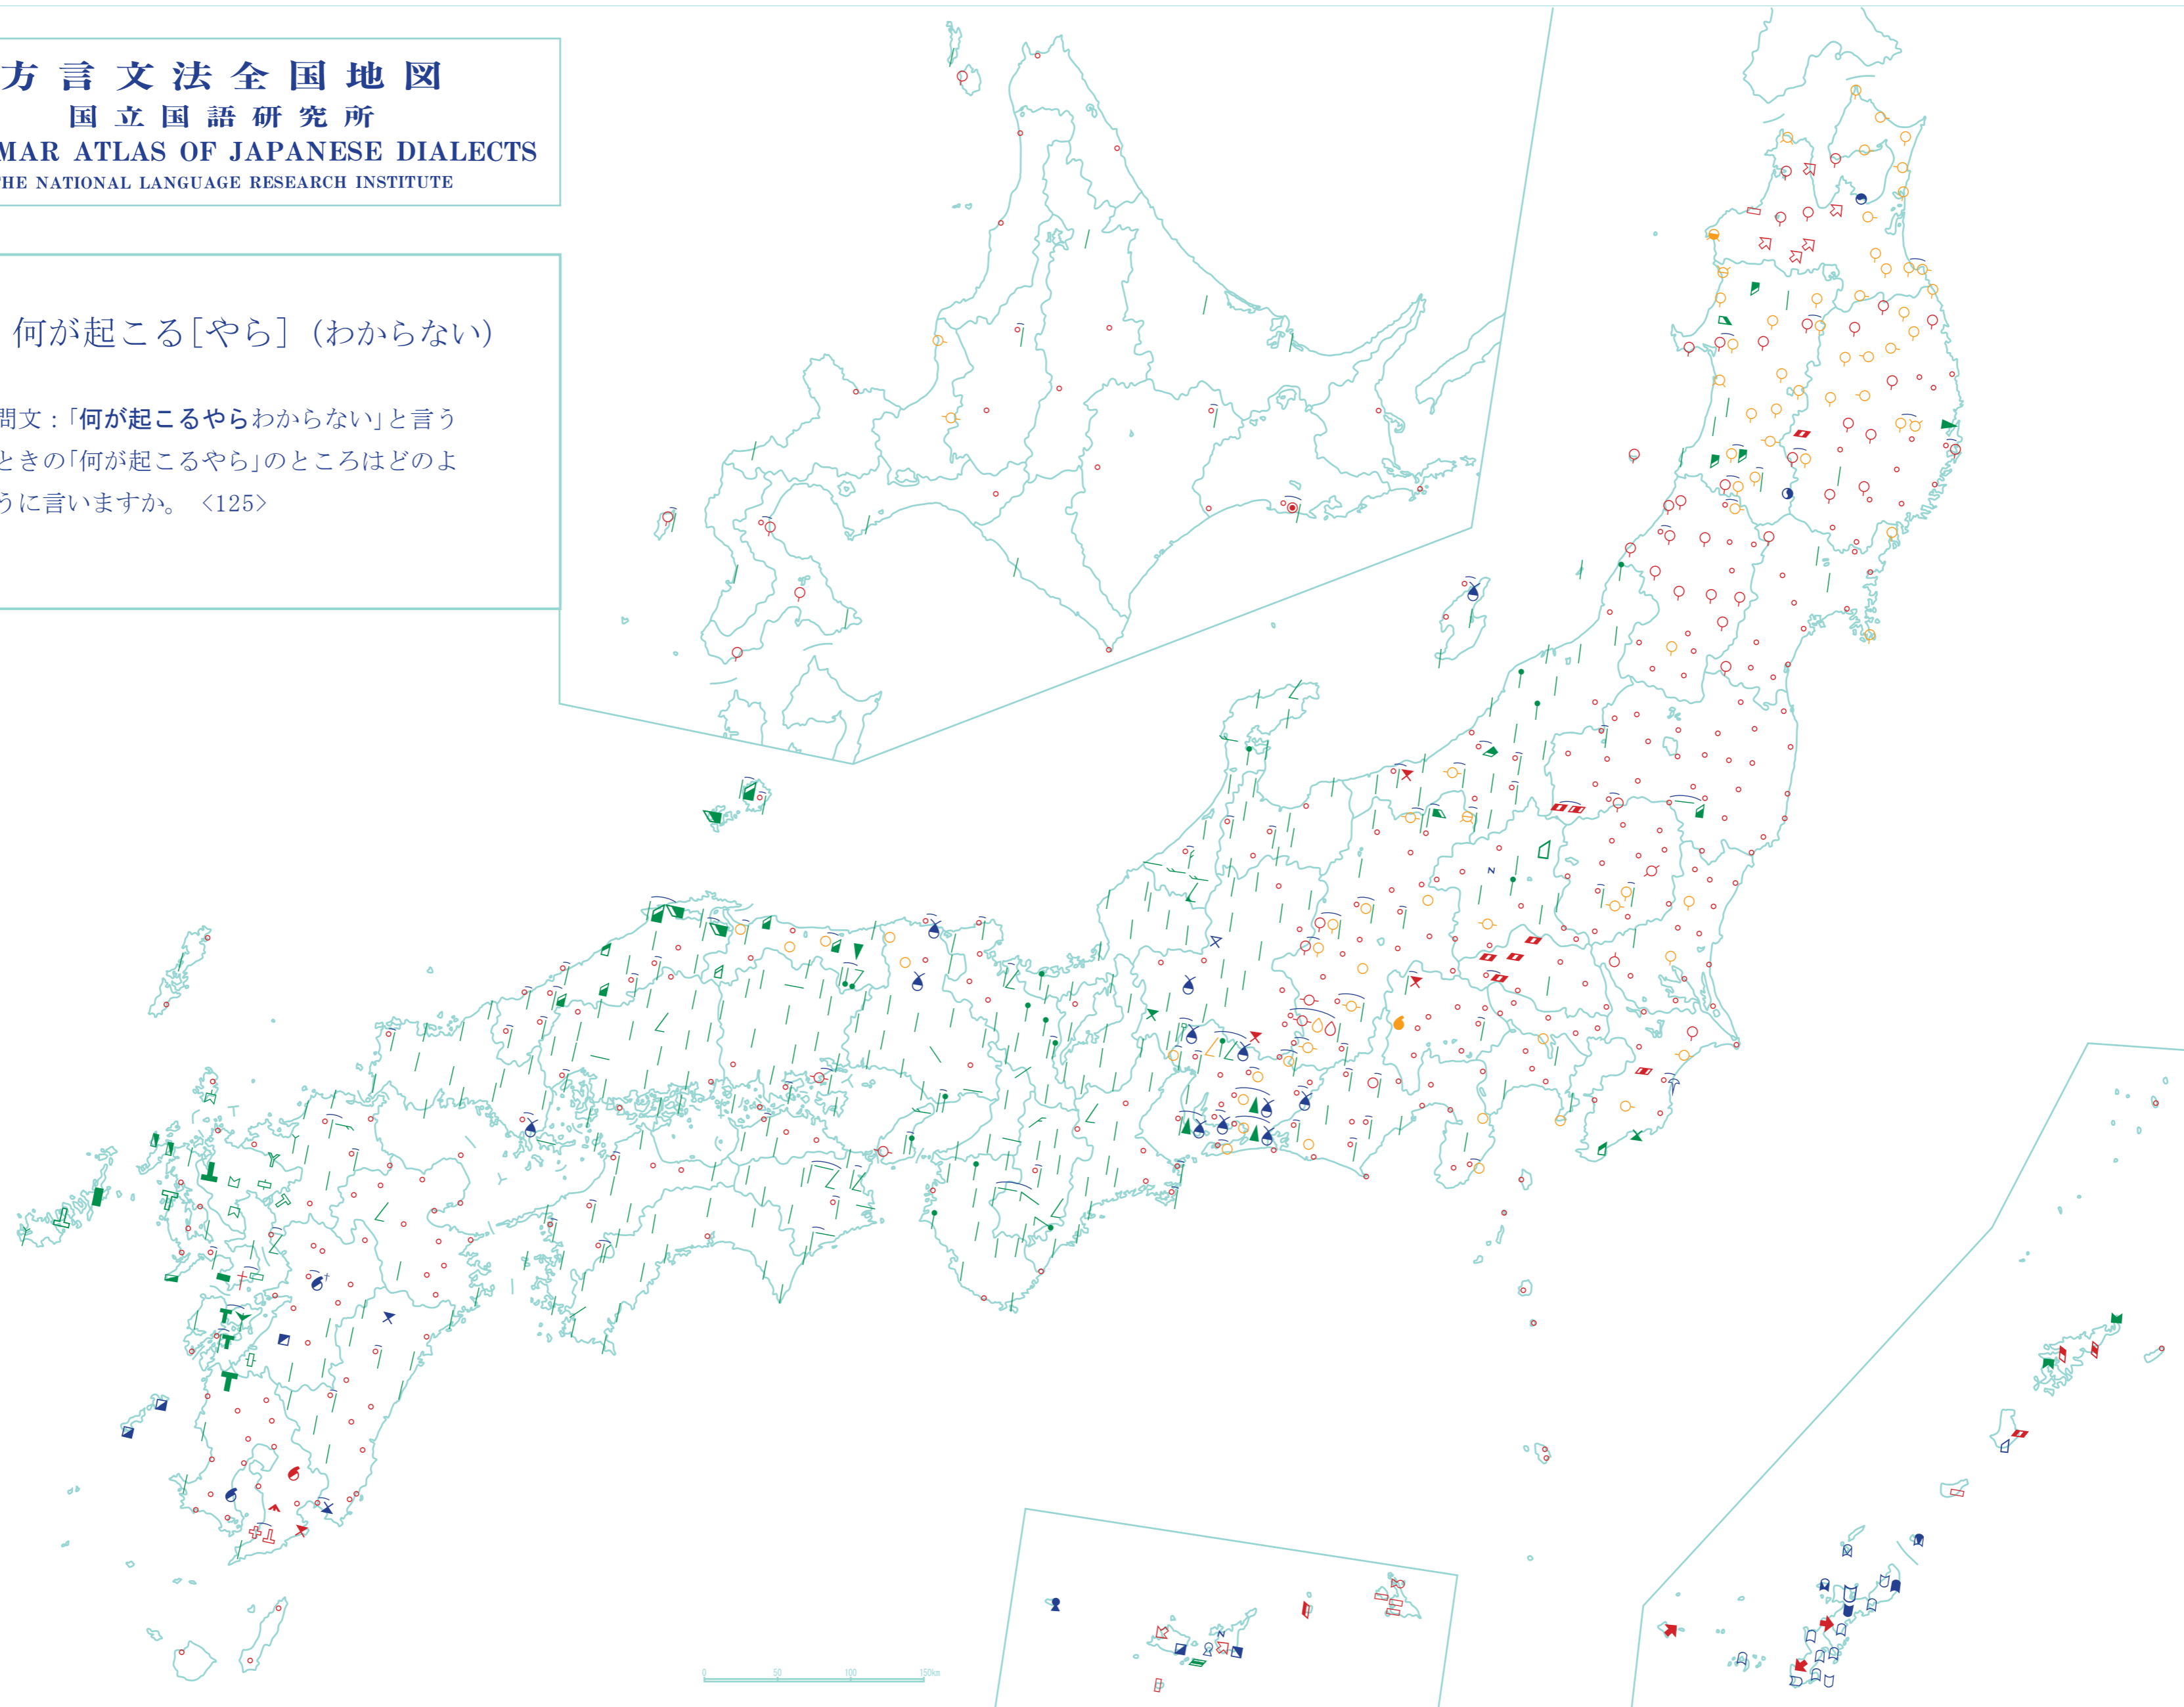 方言文法全国地図
国立国語研究所
MAR ATLAS OF JAPANESE DIALECTS
HE NATIONAL LANGUAGE RESEARCH INSTITUTE
何が起こる[やら]（わからない）
問文：「何が起こるやらわからない」と言う
ときの「何が起こるやら」のところはどのよ
うに言いますか。 〈125〉
0 50 100 150km